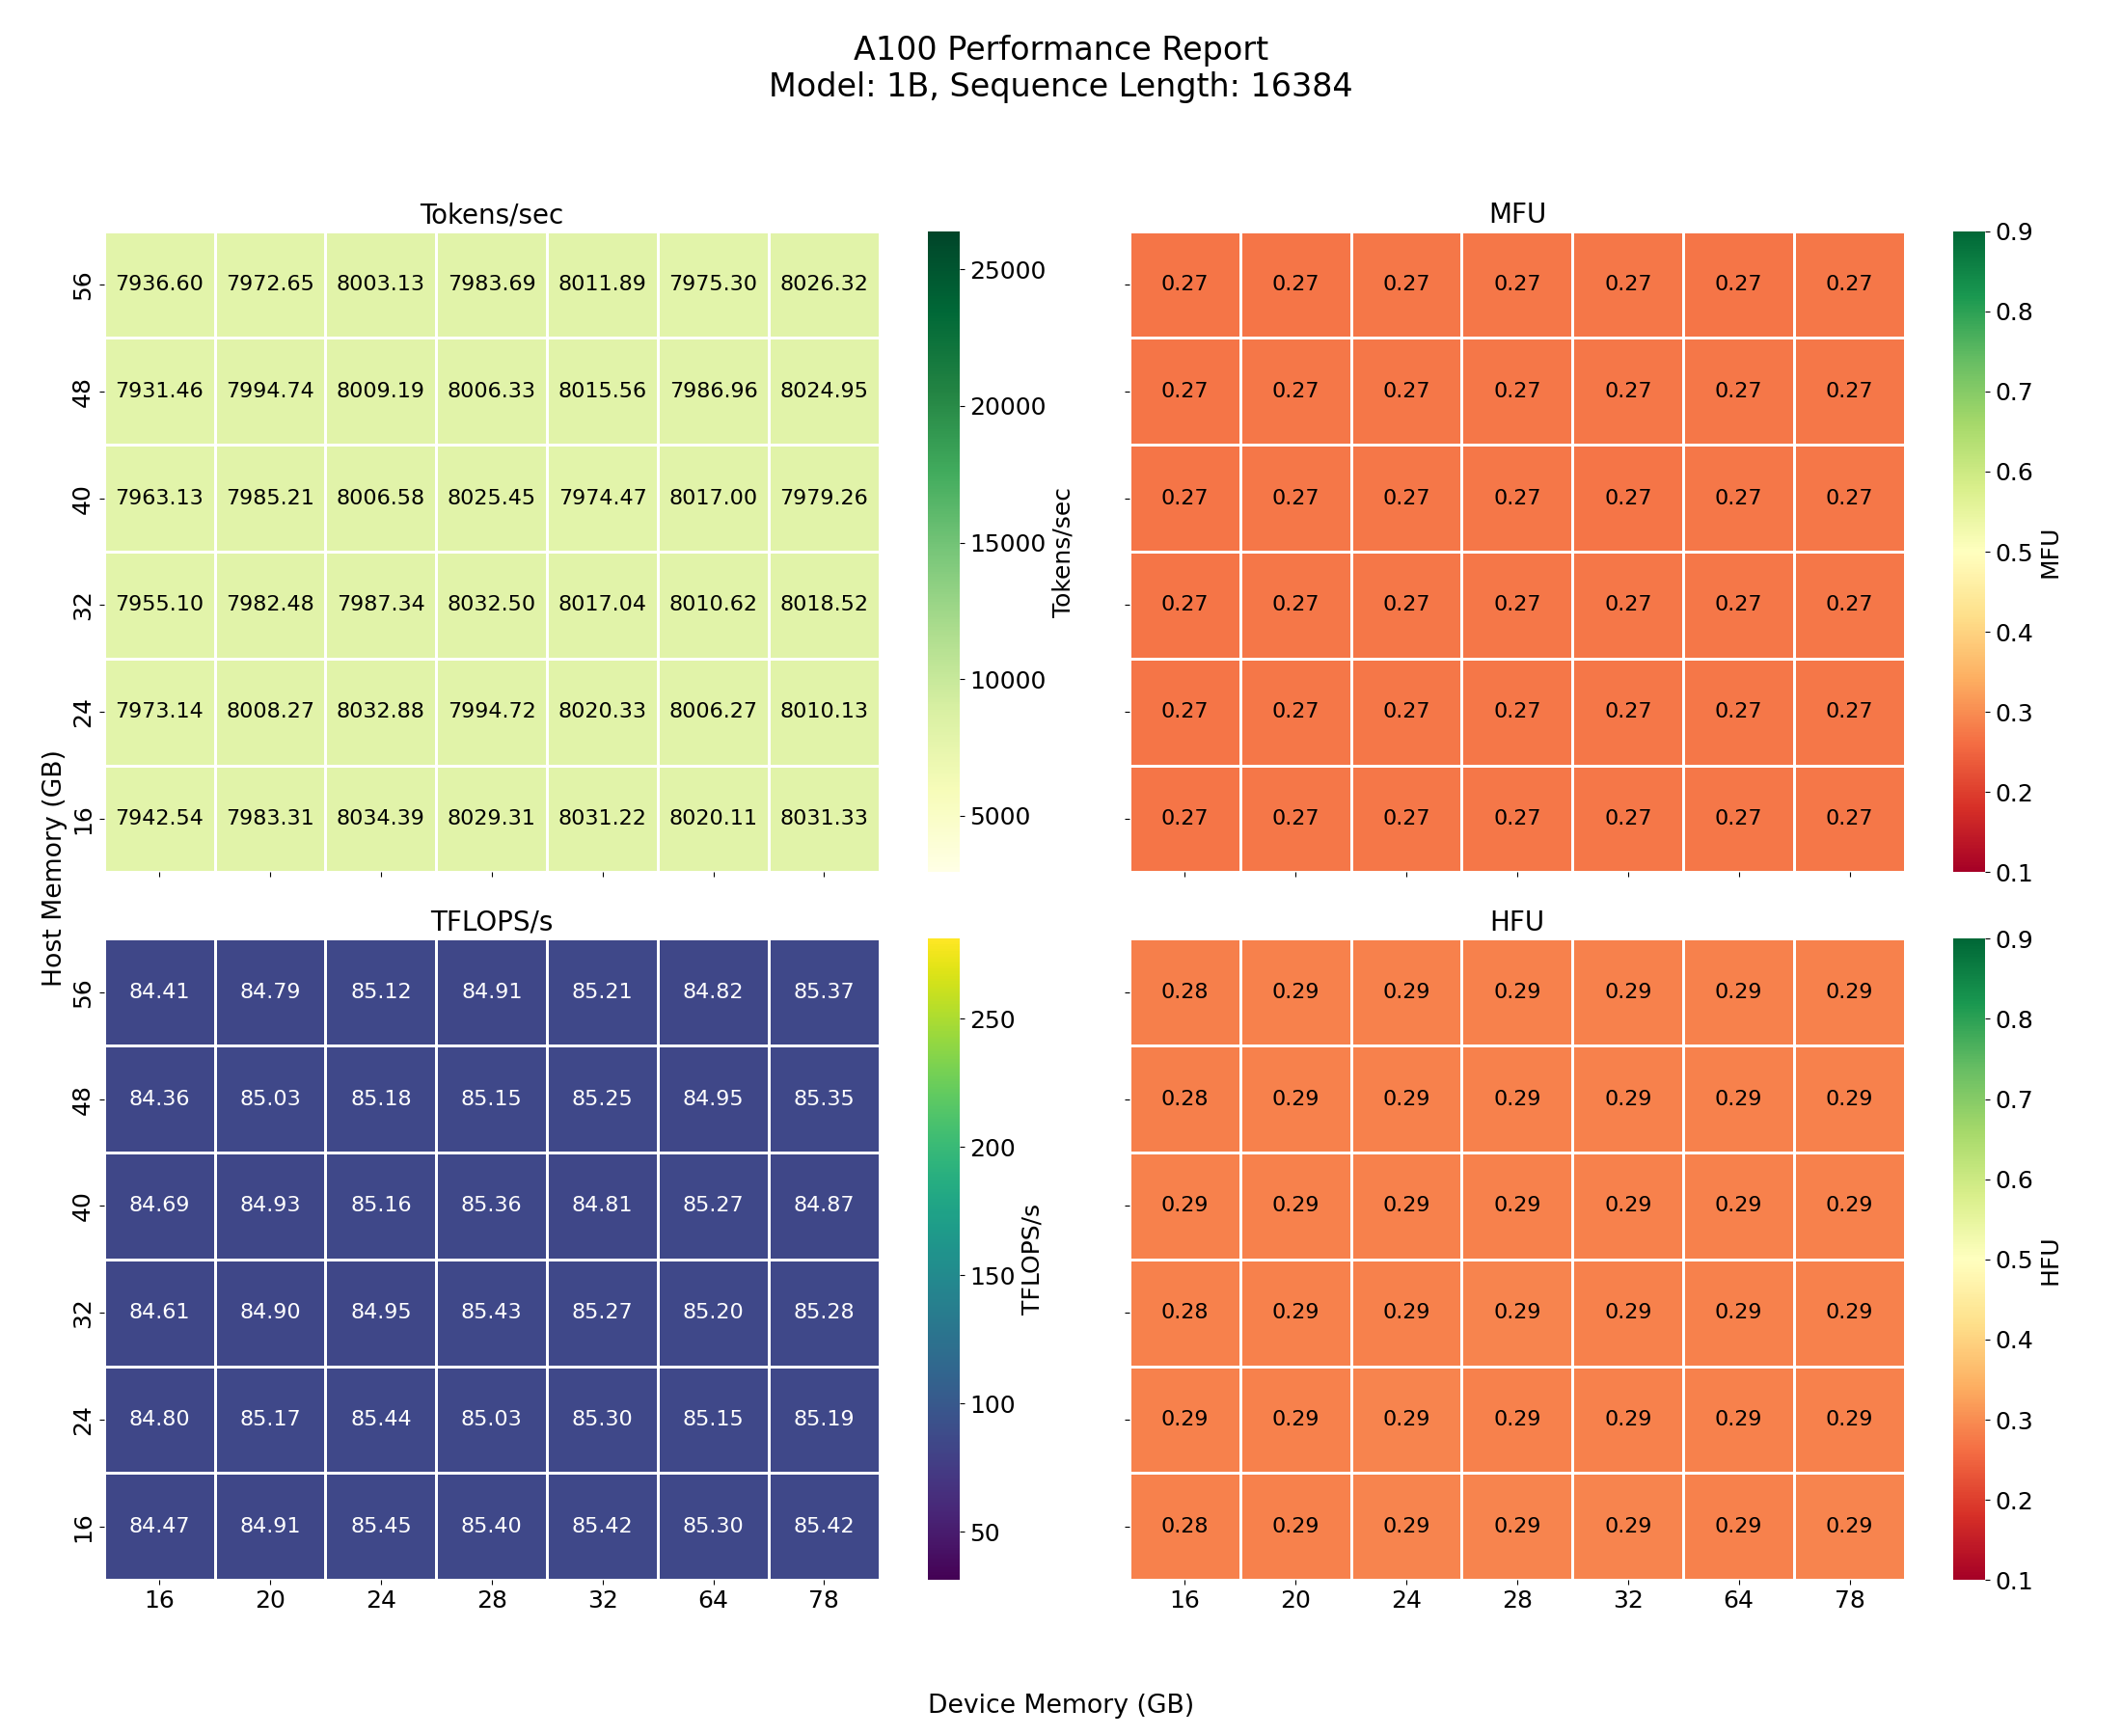 A100 Performance Report
Model: 1B, Sequence Length: 16384
Tokens/sec
56 7936.60 7972.65 8003.13 7983.69 8011.89 7975.30 8026.32
48 7931.46 7994.74 8009.19 8006.33 8015.56 7986.96 8024.95
40 7963.13 7985.21 8006.58 8025.45 7974.47 8017.00 7979.26
32 7955.10 7982.48 7987.34 8032.50 8017.04 8010.62 8018.52
24 7973.14 8008.27 8032.88 7994.72 8020.33 8006.27 8010.13
16 7942.54 7983.31 8034.39 8029.31 8031.22 8020.11 8031.33
25000
20000
15000
10000
5000
Tokens/sec
MFU
0.27 0.27 0.27 0.27 0.27 0.27 0.27
0.27 0.27 0.27 0.27 0.27 0.27 0.27
0.27 0.27 0.27 0.27 0.27 0.27 0.27
0.27 0.27 0.27 0.27 0.27 0.27 0.27
0.27 0.27 0.27 0.27 0.27 0.27 0.27
0.27 0.27 0.27 0.27 0.27 0.27 0.27
0.9
0.8
0.7
0.6
0.5
0.4
0.3
0.2
0.1
MFU
Host Memory (GB)
TFLOPS/s
56 84.41 84.79 85.12 84.91 85.21 84.82 85.37
48 84.36 85.03 85.18 85.15 85.25 84.95 85.35
40 84.69 84.93 85.16 85.36 84.81 85.27 84.87
32 84.61 84.90 84.95 85.43 85.27 85.20 85.28
24 84.80 85.17 85.44 85.03 85.30 85.15 85.19
16 84.47 84.91 85.45 85.40 85.42 85.30 85.42
16 20 24 28 32 64 78
250
200
150
100
50
TFLOPS/s
HFU
0.28 0.29 0.29 0.29 0.29 0.29 0.29
0.28 0.29 0.29 0.29 0.29 0.29 0.29
0.29 0.29 0.29 0.29 0.29 0.29 0.29
0.28 0.29 0.29 0.29 0.29 0.29 0.29
0.29 0.29 0.29 0.29 0.29 0.29 0.29
0.28 0.29 0.29 0.29 0.29 0.29 0.29
16 20 24 28 32 64 78
0.9
0.8
0.7
0.6
0.5
0.4
0.3
0.2
0.1
HFU
Device Memory (GB)